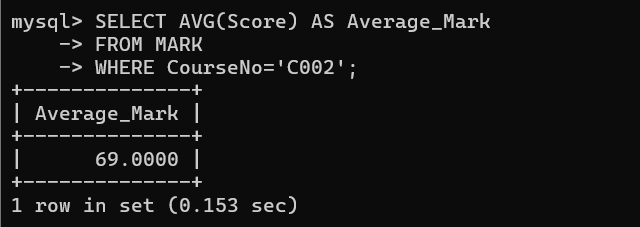 mysql> SELECT AVG(Score) AS Average_Mark
    -> FROM MARK
    -> WHERE CourseNo='C002';
+--------------+
| Average_Mark |
+--------------+
|      69.0000 |
+--------------+
1 row in set (0.153 sec)